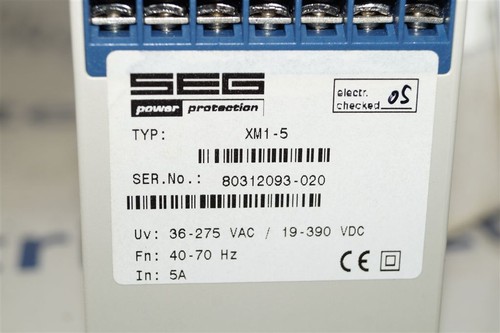 SEG
power protection
electr.
checked 05
TYP: XM1-5
SER.No.: 80312093-020
Uv: 36-275 VAC / 19-390 VDC
Fn: 40-70 Hz
In: 5A
CE